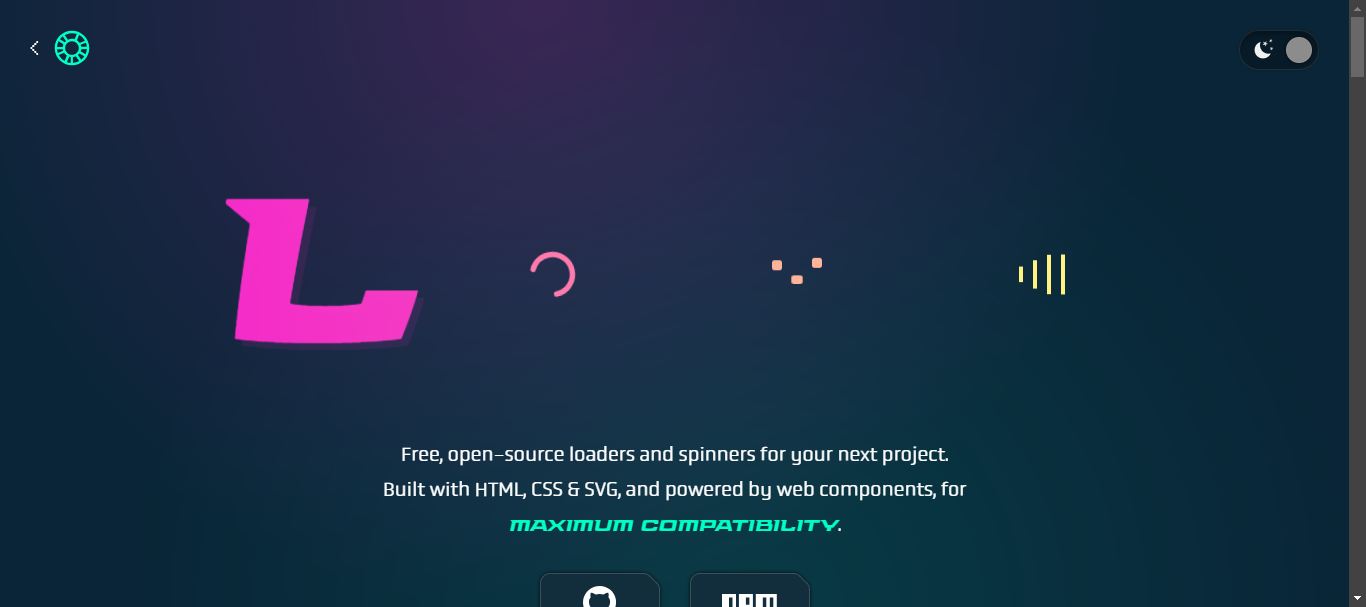 L
Free, open-source loaders and spinners for your next project.
Built with HTML, CSS & SVG, and powered by web components, for
MAXIMUM COMPATIBILITY.